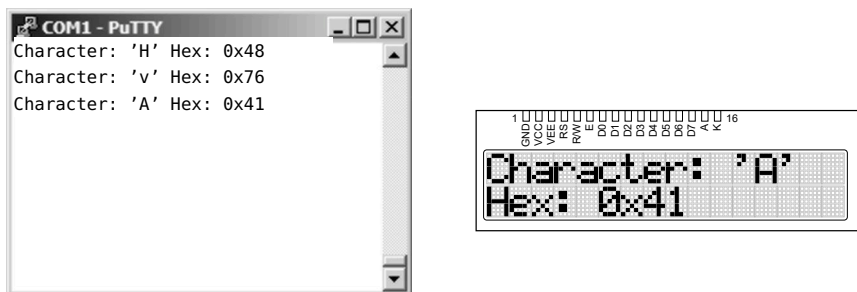 COM1 - PuTTY
Character: ’H’ Hex: 0x48
Character: ’v’ Hex: 0x76
Character: ’A’ Hex: 0x41
1 16
GND VCC VEE RS R/W E D0 D1 D2 D3 D4 D5 D6 D7 A K
Character: ’A’
Hex: 0x41